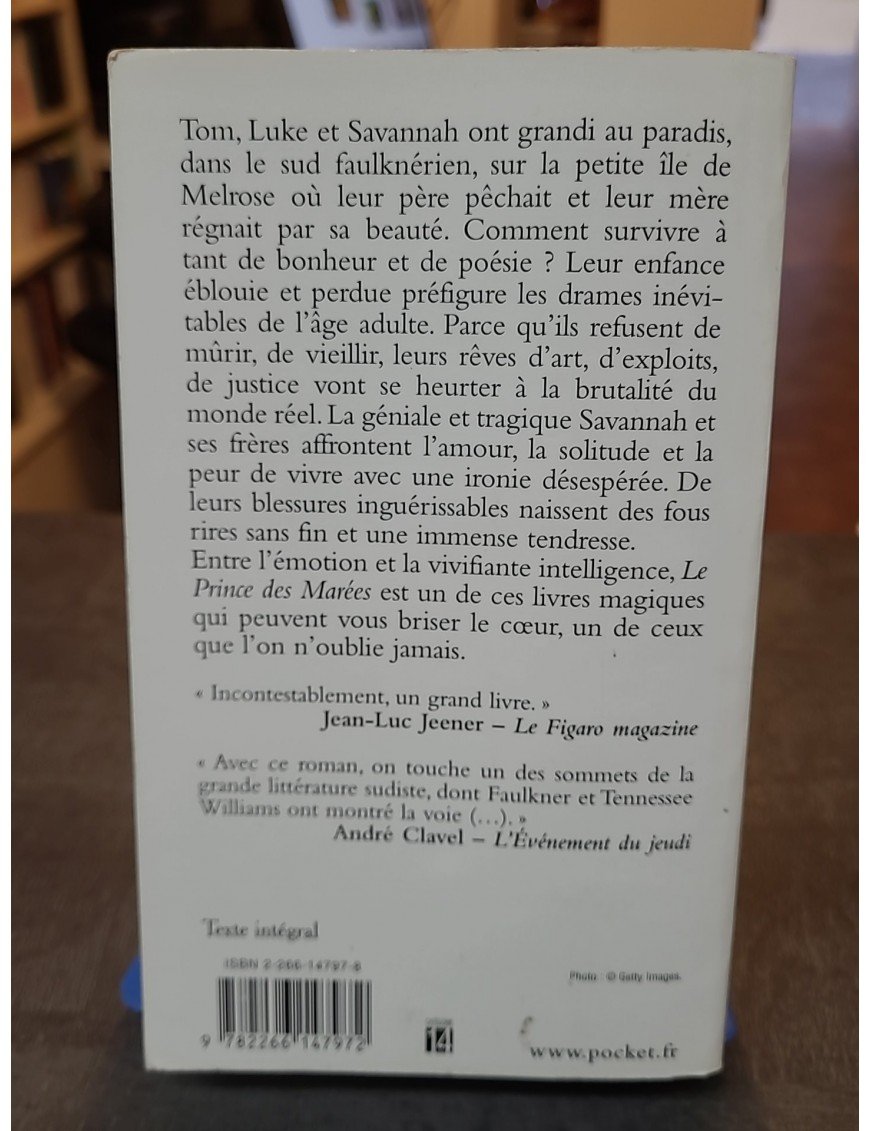 Tom, Luke et Savannah ont grandi au paradis,
dans le sud faulknérien, sur la petite île de
Melrose où leur père pêchait et leur mère
régnait par sa beauté. Comment survivre à
tant de bonheur et de poésie ? Leur enfance
éblouie et perdue préfigure les drames inévi-
tables de l'âge adulte. Parce qu'ils refusent de
mûrir, de vieillir, leurs rêves d'art, d'exploits,
de justice vont se heurter à la brutalité du
monde réel. La géniale et tragique Savannah et
ses frères affrontent l'amour, la solitude et la
peur de vivre avec une ironie désespérée. De
leurs blessures inguérissables naissent des fous
rires sans fin et une immense tendresse.
Entre l'émotion et la vivifiante intelligence, Le
Prince des Marées est un de ces livres magiques
qui peuvent vous briser le cœur, un de ceux
que l'on n'oublie jamais.
« Incontestablement, un grand livre. »
Jean-Luc Jeener – Le Figaro magazine
« Avec ce roman, on touche un des sommets de la
grande littérature sudiste, dont Faulkner et Tennessee
Williams ont montré la voie (…). »
André Clavel – L'Événement du jeudi
Texte intégral
ISBN 2-266-14797-8
Photo : © Getty Images.
9 782266 147972
14
www.pocket.fr